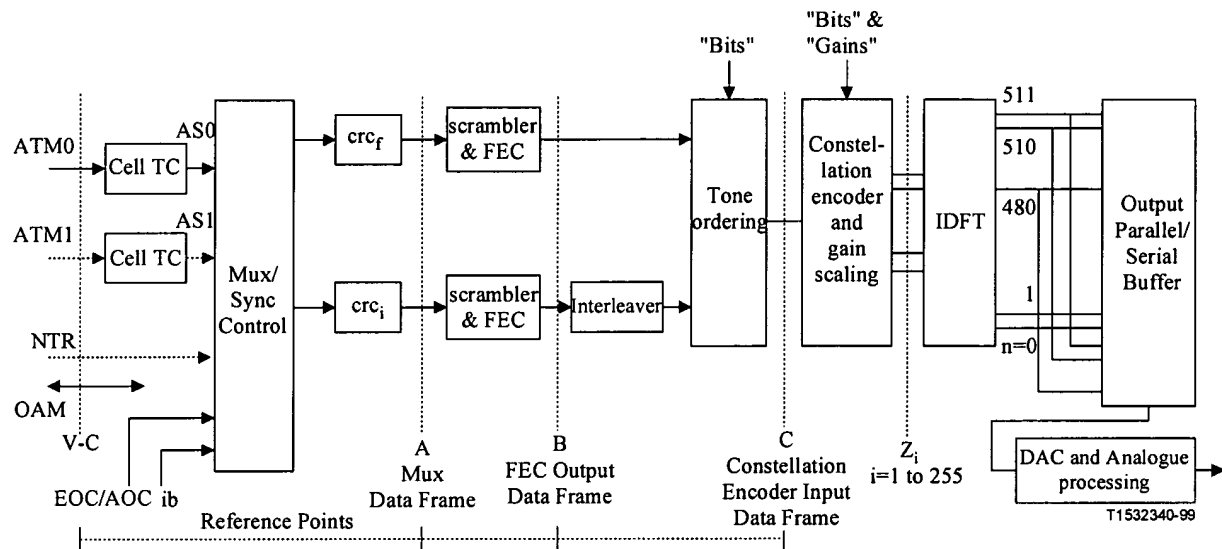 "Bits"
"Bits" &
"Gains"
ATM0
Cell TC
AS0
ATM1
Cell TC
AS1
NTR
OAM
V-C
EOC/AOC ib
Mux/
Sync
Control
crcf
crci
scrambler
& FEC
scrambler
& FEC
Interleaver
Tone
ordering
Constel-
lation
encoder
and
gain
scaling
IDFT
511
510
480
1
n=0
Output
Parallel/
Serial
Buffer
A
Mux
Data Frame
B
FEC Output
Data Frame
C
Constellation
Encoder Input
Data Frame
Zi
i=1 to 255
DAC and Analogue
processing
T1532340-99
Reference Points